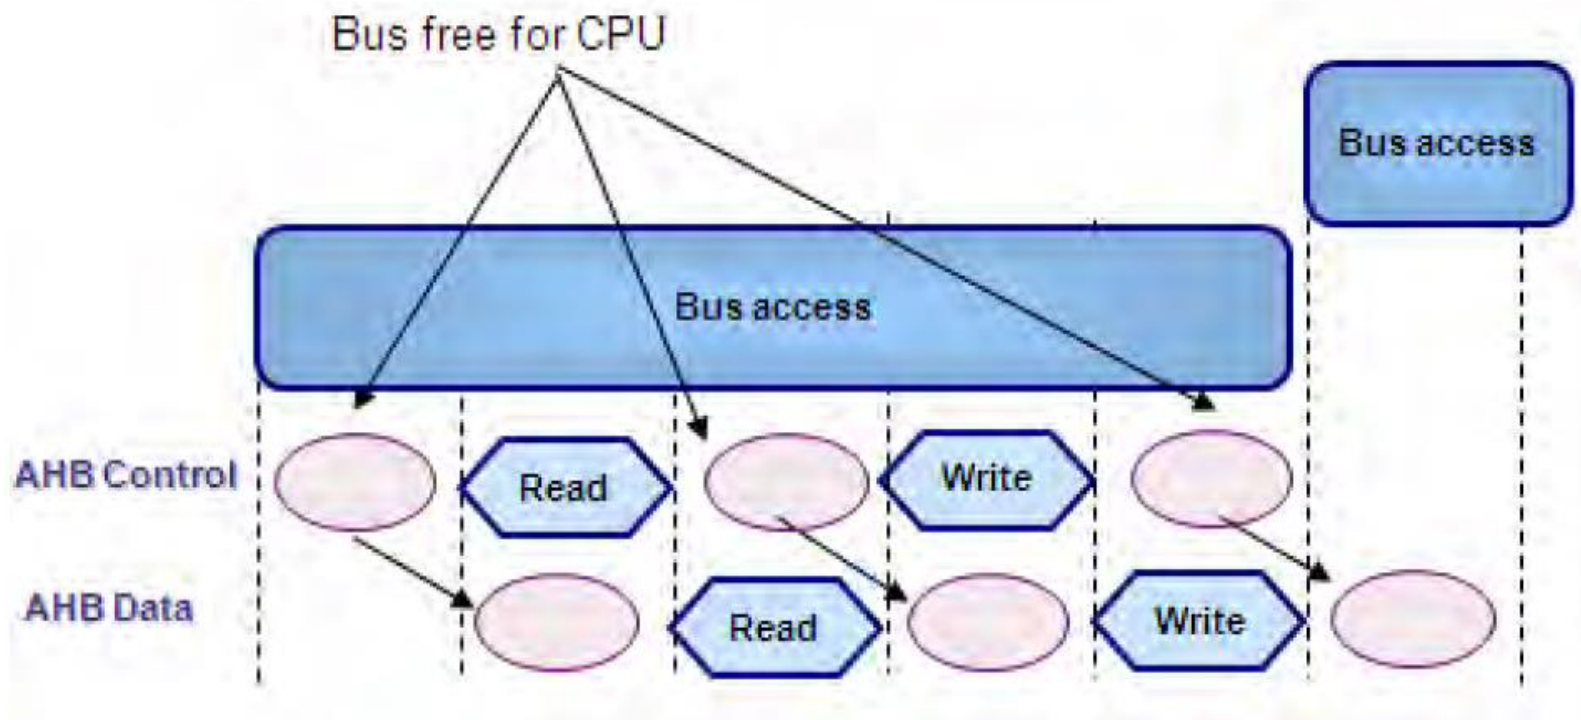 Bus free for CPU
Bus access
Bus access
AHB Control
Read
Write
AHB Data
Read
Write